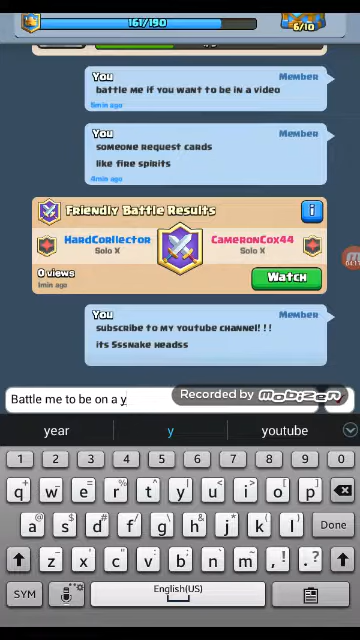 161/190
6/10
You
Member
battle me if you want to be in a video
You
Member
someone request cards
like fire spirits
4min ago
Friendly Battle Results
i
HardCorllector
CameronCox44
Solo X
Solo X
0 views
Watch
1min ago
You
Member
subscribe to my youtube channel!!!
its Sssnake Headss
Battle me to be on a y
Recorded by mobizen
year
y
youtube
1 2 3 4 5 6 7 8 9 0
q w e r t y u i o p
a s d f g h j k l Done
z x c v b n m , ! . ?
SYM
English(US)